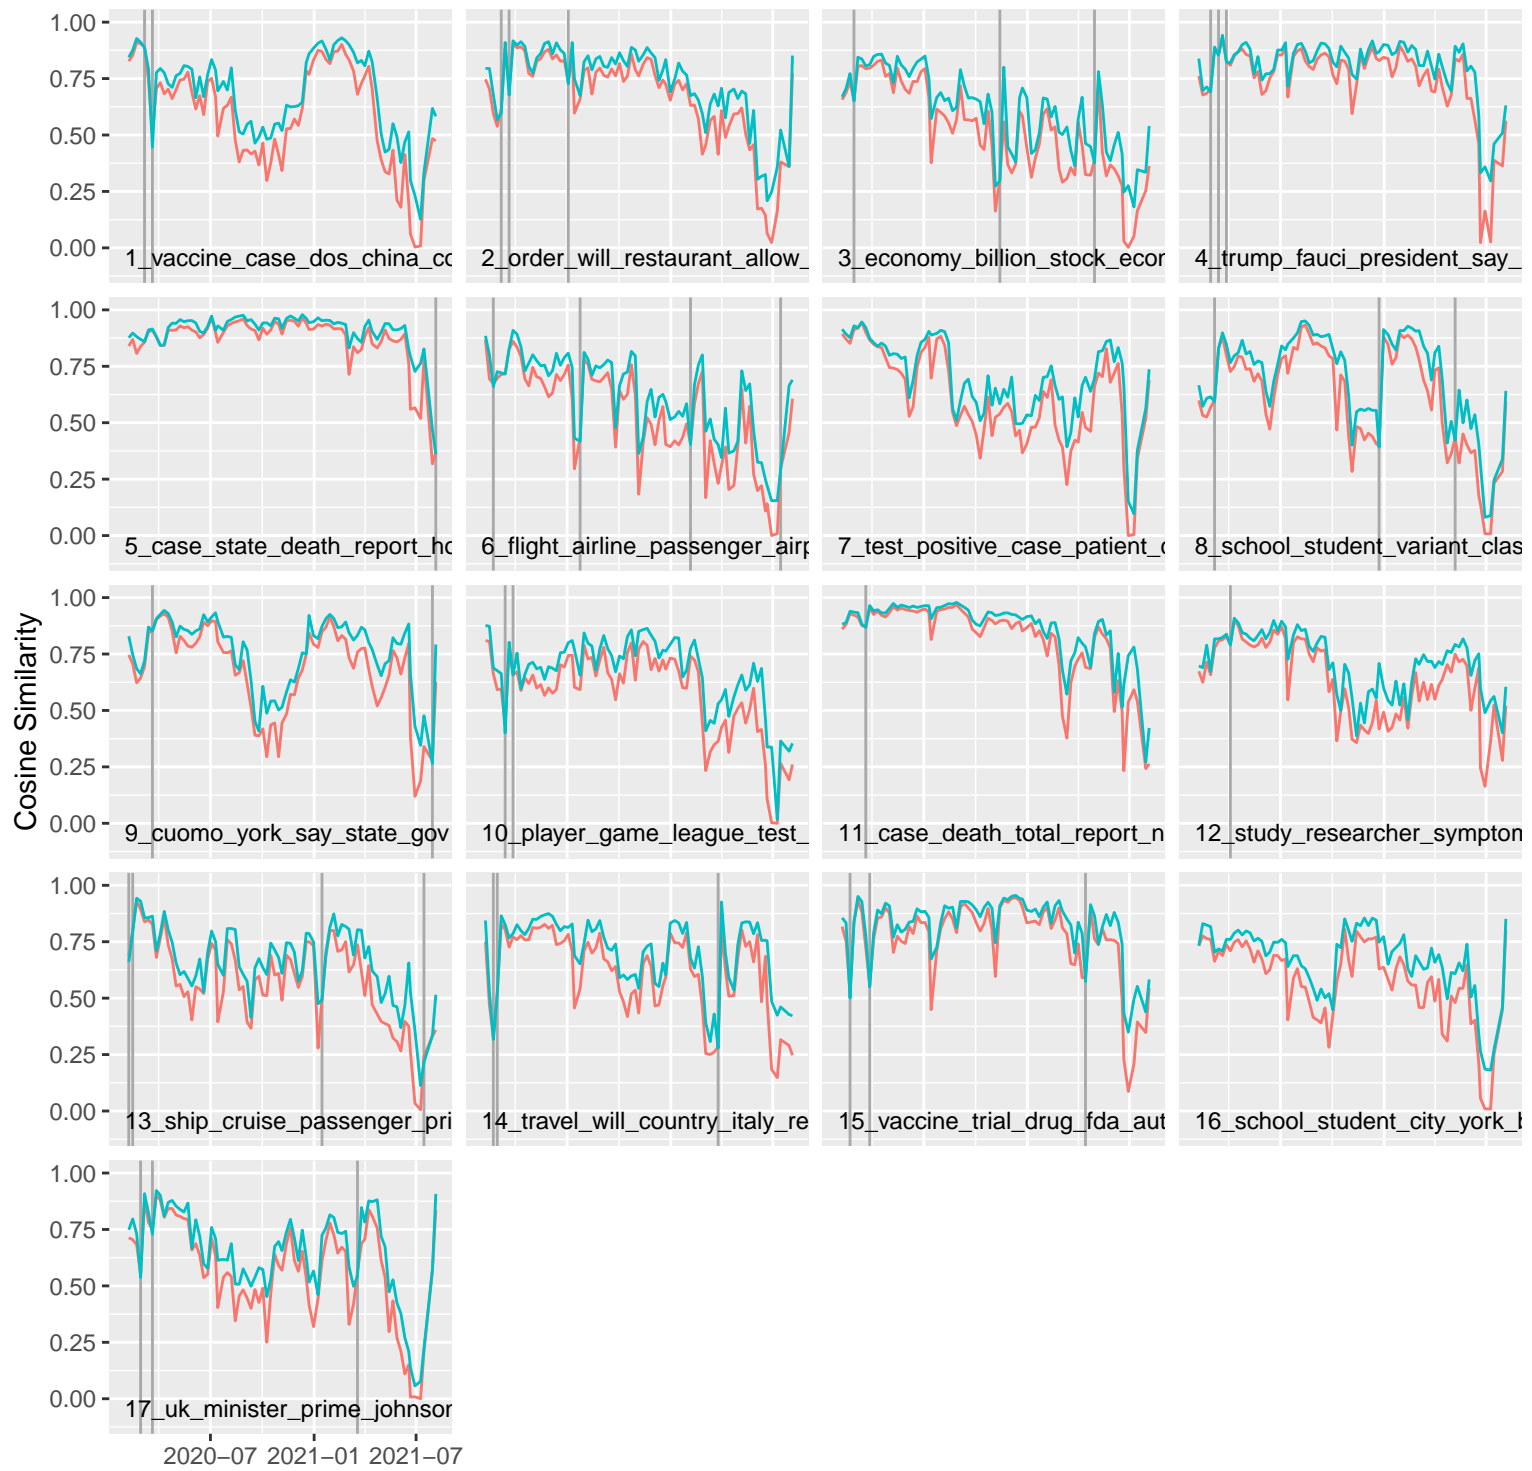 Cosine Similarity
1.00
0.75
0.50
0.25
0.00
1_vaccine_case_dos_china_co
2_order_will_restaurant_allow_
3_economy_billion_stock_econ
4_trump_fauci_president_say_
1.00
0.75
0.50
0.25
0.00
5_case_state_death_report_ho
6_flight_airline_passenger_airp
7_test_positive_case_patient_c
8_school_student_variant_clas
1.00
0.75
0.50
0.25
0.00
9_cuomo_york_say_state_gov
10_player_game_league_test_
11_case_death_total_report_n
12_study_researcher_symptom
1.00
0.75
0.50
0.25
0.00
13_ship_cruise_passenger_pri
14_travel_will_country_italy_re
15_vaccine_trial_drug_fda_aut
16_school_student_city_york_b
1.00
0.75
0.50
0.25
0.00
17_uk_minister_prime_johnson
2020−07 2021−01 2021−07